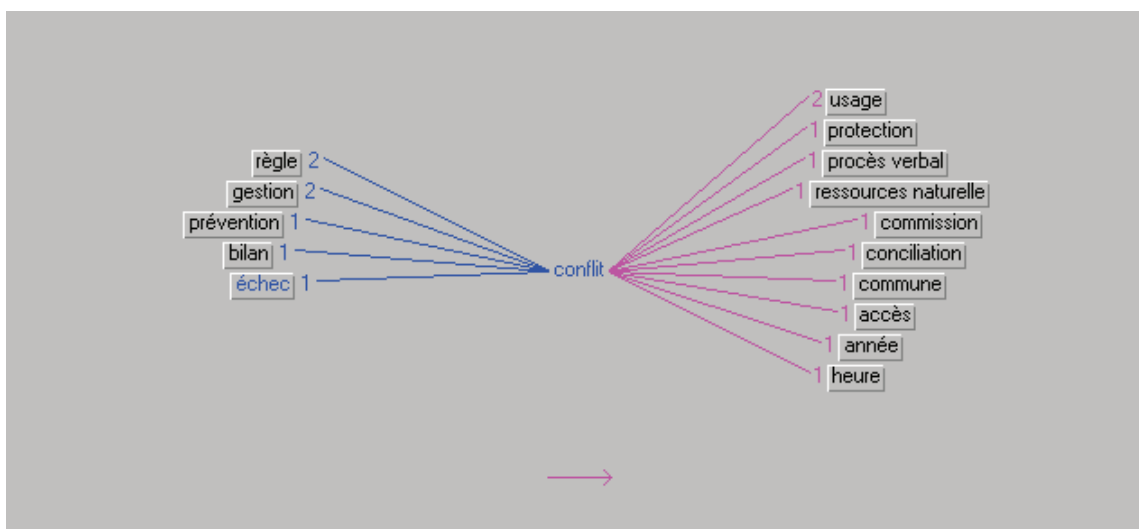 règle 2
gestion 2
prévention 1
bilan 1
échec 1
conflit
2 usage
1 protection
1 procès verbal
1 ressources naturelle
1 commission
1 conciliation
1 commune
1 accès
1 année
1 heure